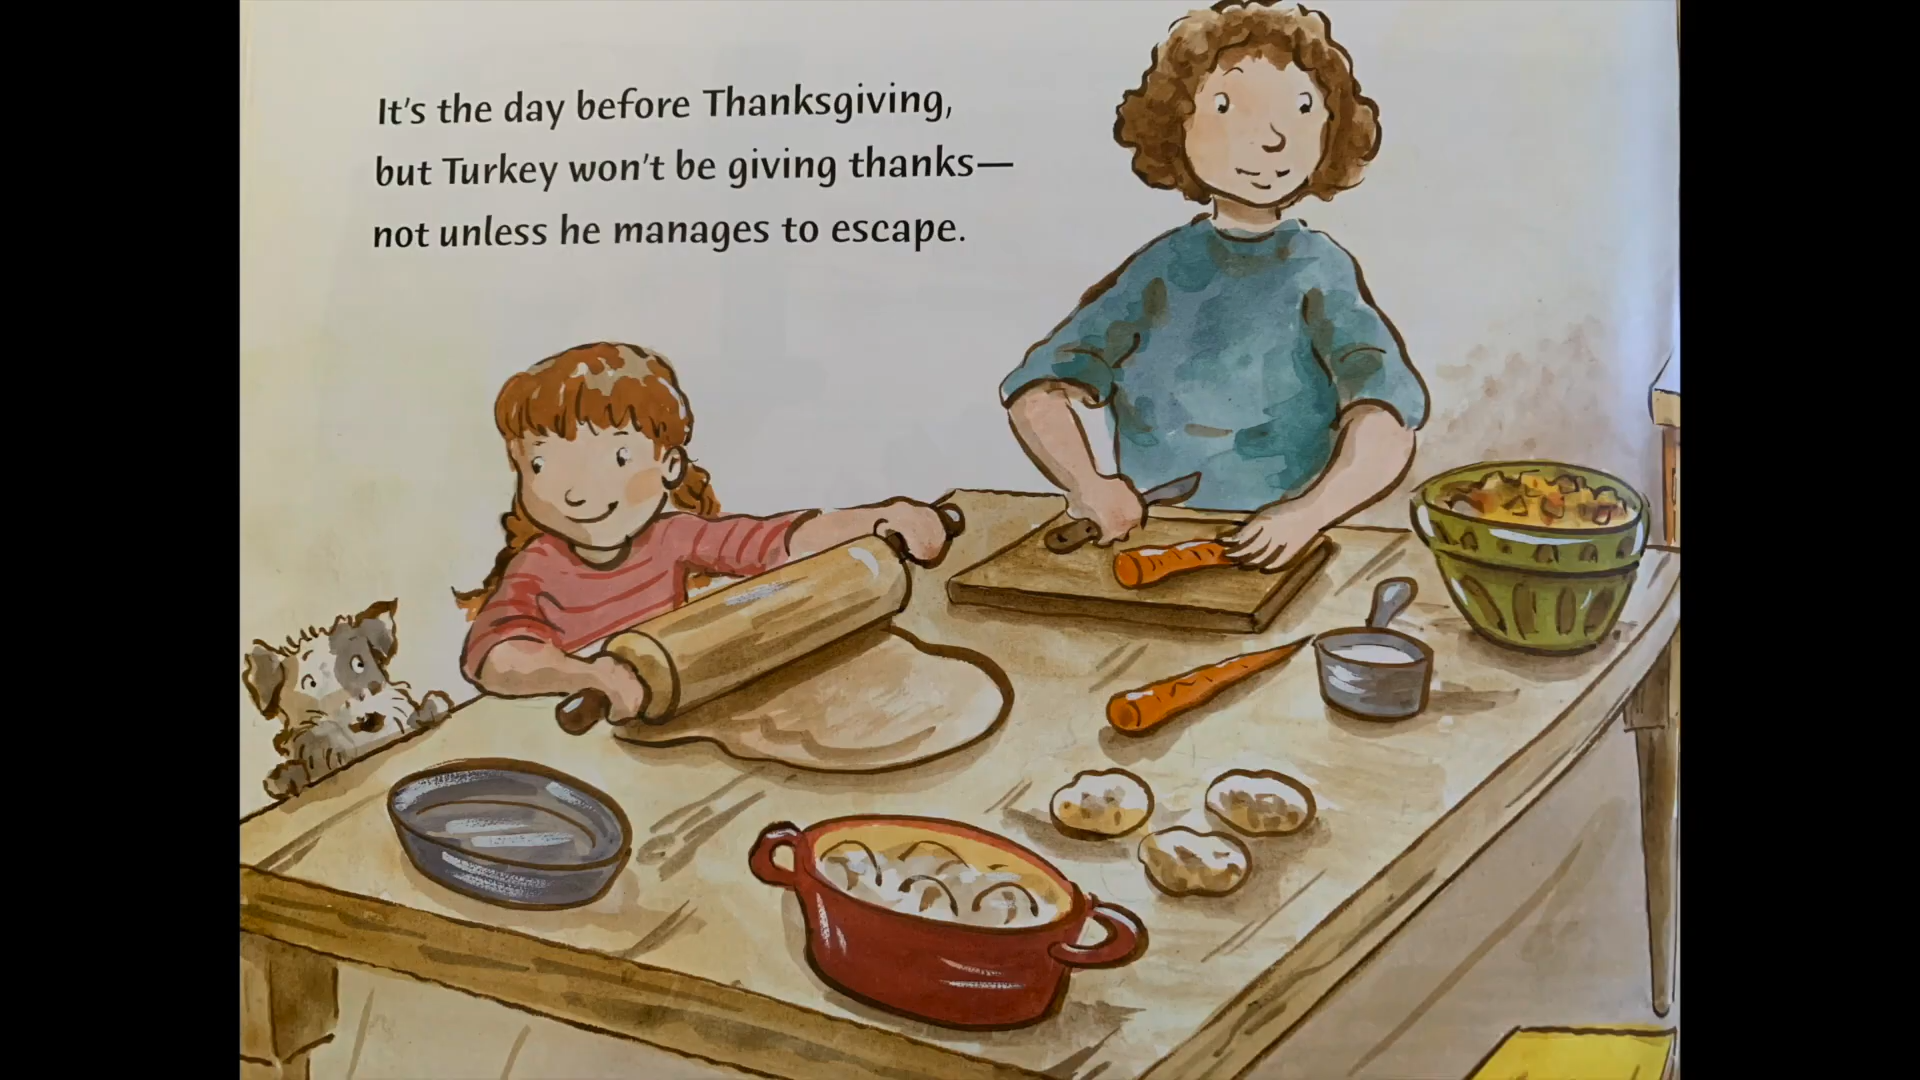 It's the day before Thanksgiving,
but Turkey won't be giving thanks—
not unless he manages to escape.